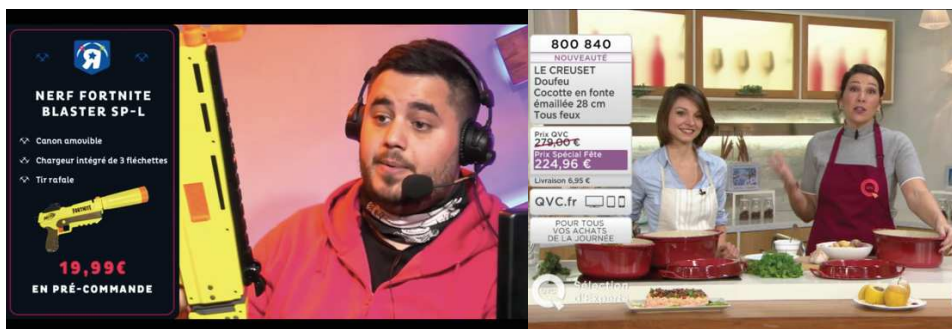 NERF FORTNITE
BLASTER SP-L
Canon amovible
Chargeur intégré de 3 fléchettes
Tir rafale
FORTNITE
19,99€
EN PRÉ-COMMANDE
800 840
NOUVEAUTÉ
LE CREUSET
Doufeu
Cocotte en fonte
émaillée 28 cm
Tous feux
Prix QVC
279,00 €
Prix Spécial Fête
224,96 €
Livraison 6,95 €
QVC.fr
POUR TOUS
VOS ACHATS
DE LA JOURNÉE
Sélection